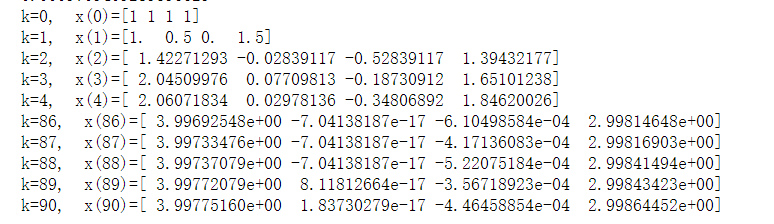 k=0, x(0)=[1 1 1 1]
k=1, x(1)=[1. 0.5 0. 1.5]
k=2, x(2)=[ 1.42271293 -0.02839117 -0.52839117 1.39432177]
k=3, x(3)=[ 2.04509976 0.07709813 -0.18730912 1.65101238]
k=4, x(4)=[ 2.06071834 0.02978136 -0.34806892 1.84620026]
k=86, x(86)=[ 3.99692548e+00 -7.04138187e-17 -6.10498584e-04 2.99814648e+00]
k=87, x(87)=[ 3.99733476e+00 -7.04138187e-17 -4.17136083e-04 2.99816903e+00]
k=88, x(88)=[ 3.99737079e+00 -7.04138187e-17 -5.22075184e-04 2.99841494e+00]
k=89, x(89)=[ 3.99772079e+00 8.11812664e-17 -3.56718923e-04 2.99843423e+00]
k=90, x(90)=[ 3.99775160e+00 1.83730279e-17 -4.46458854e-04 2.99864452e+00]